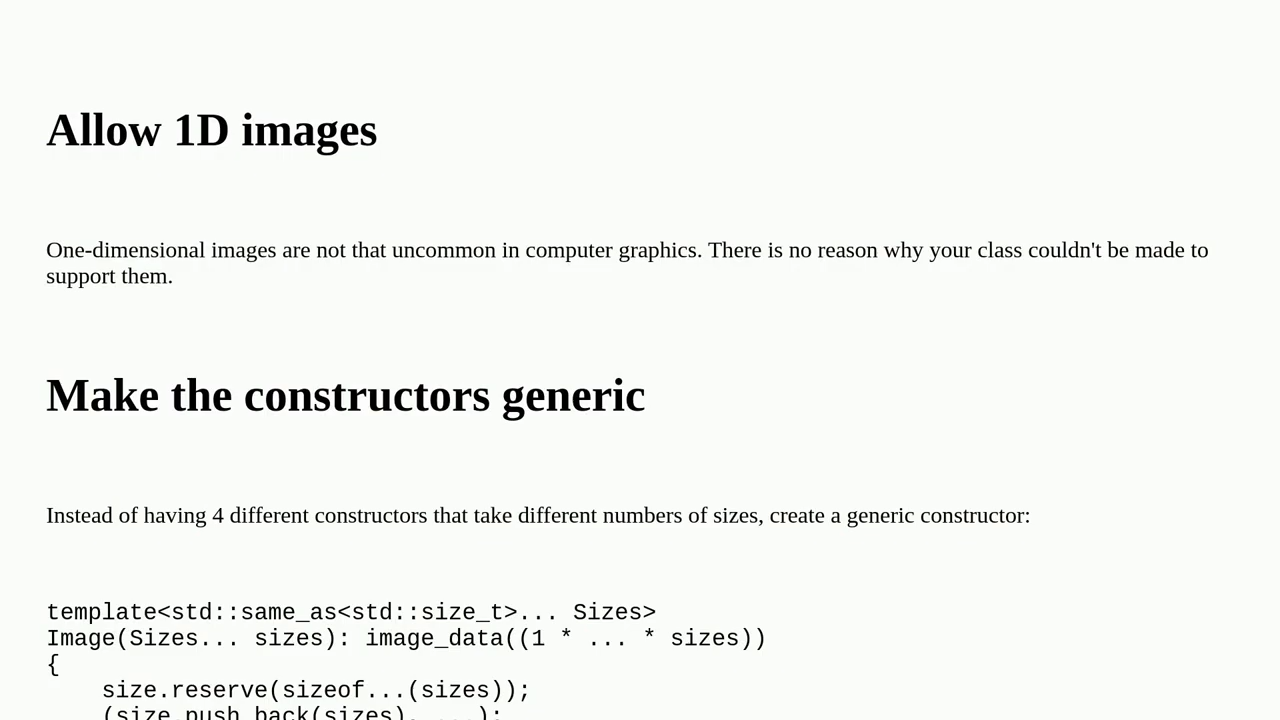 Allow 1D images
One-dimensional images are not that uncommon in computer graphics. There is no reason why your class couldn't be made to
support them.
Make the constructors generic
Instead of having 4 different constructors that take different numbers of sizes, create a generic constructor:
template<std::same_as<std::size_t>... Sizes>
Image(Sizes... sizes): image_data((1 * ... * sizes))
{
    size.reserve(sizeof...(sizes));
    (size.push_back(sizes), ...);